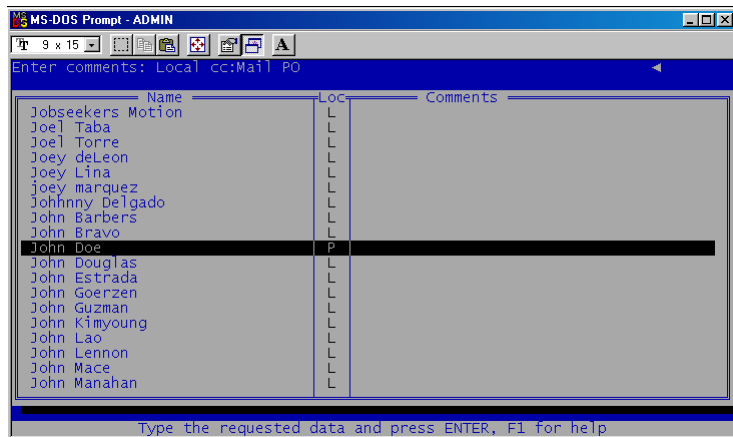 MS-DOS Prompt - ADMIN
9 x 15 A
Enter comments: Local cc:Mail PO
Name Loc Comments
Jobseekers Motion L
Joel Taba L
Joel Torre L
Joey deLeon L
Joey Lina L
joey marquez L
Johhnny Delgado L
John Barbers L
John Bravo L
John Doe P
John Douglas L
John Estrada L
John Goerzen L
John Guzman L
John Kimyoung L
John Lao L
John Lennon L
John Mace L
John Manahan L
Type the requested data and press ENTER, F1 for help